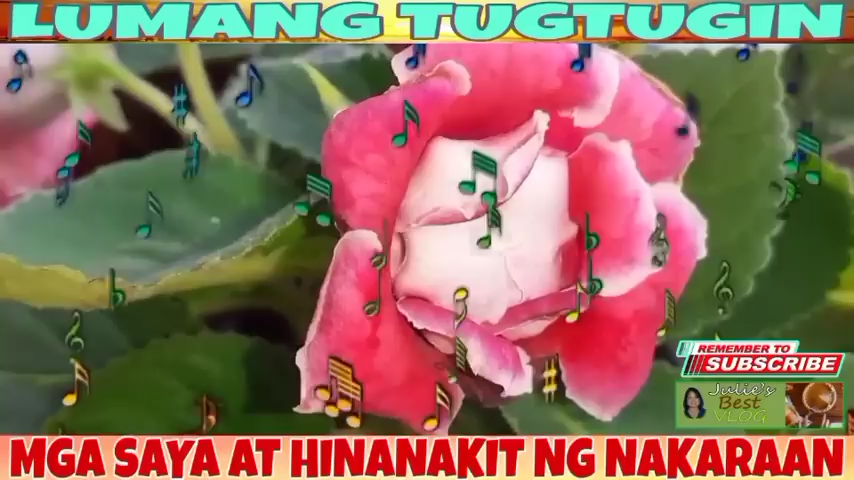 LUMANG TUGTUGIN
REMEMBER TO
SUBSCRIBE
Julie's
Best
VLOG
MGA SAYA AT HINANAKIT NG NAKARAAN